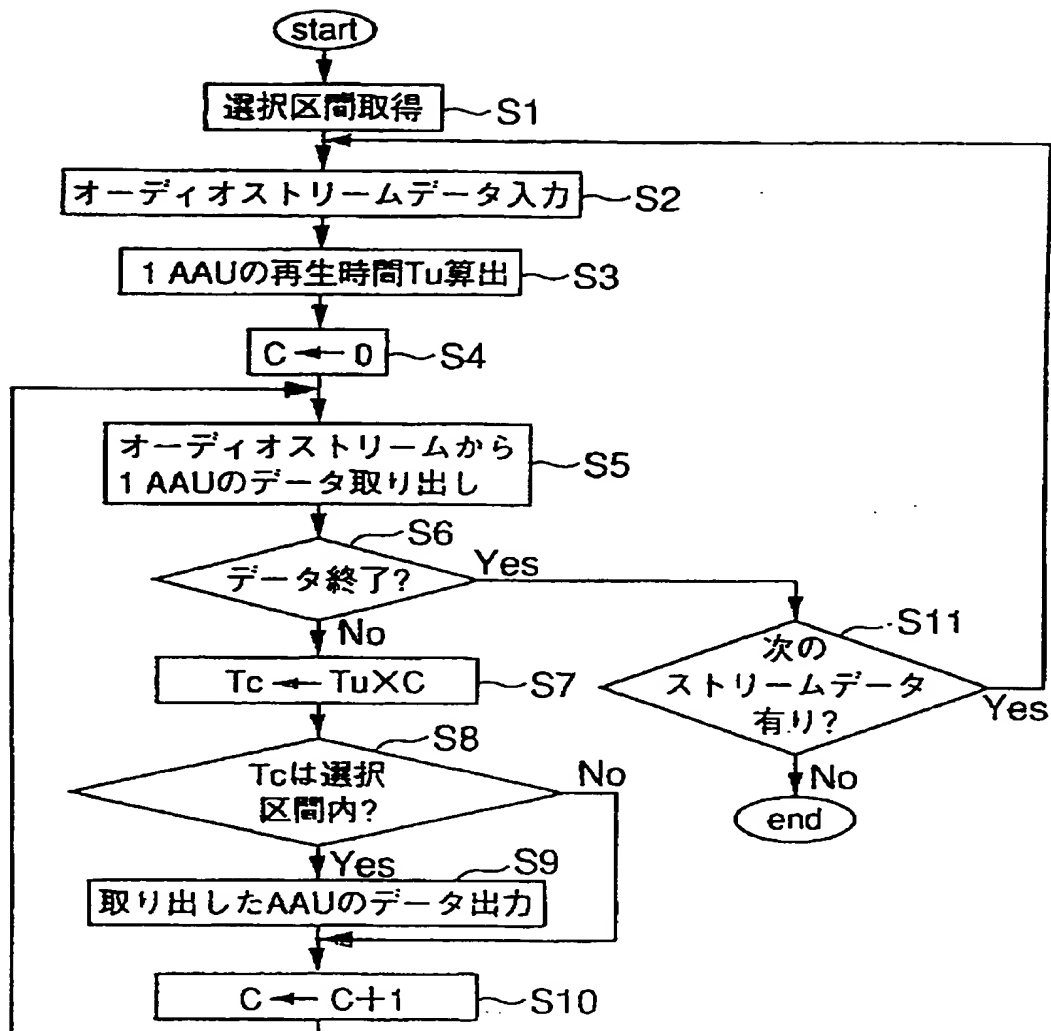 start
選択区間取得
S1
オーディオストリームデータ入力
S2
1 AAUの再生時間Tu算出
S3
C ← 0
S4
オーディオストリームから
1 AAUのデータ取り出し
S5
S6
データ終了?
Yes
No
S11
次の
ストリームデータ
有り?
Yes
No
end
Tc ← Tu×C
S7
S8
Tcは選択
区間内?
No
Yes
S9
取り出したAAUのデータ出力
C ← C+1
S10